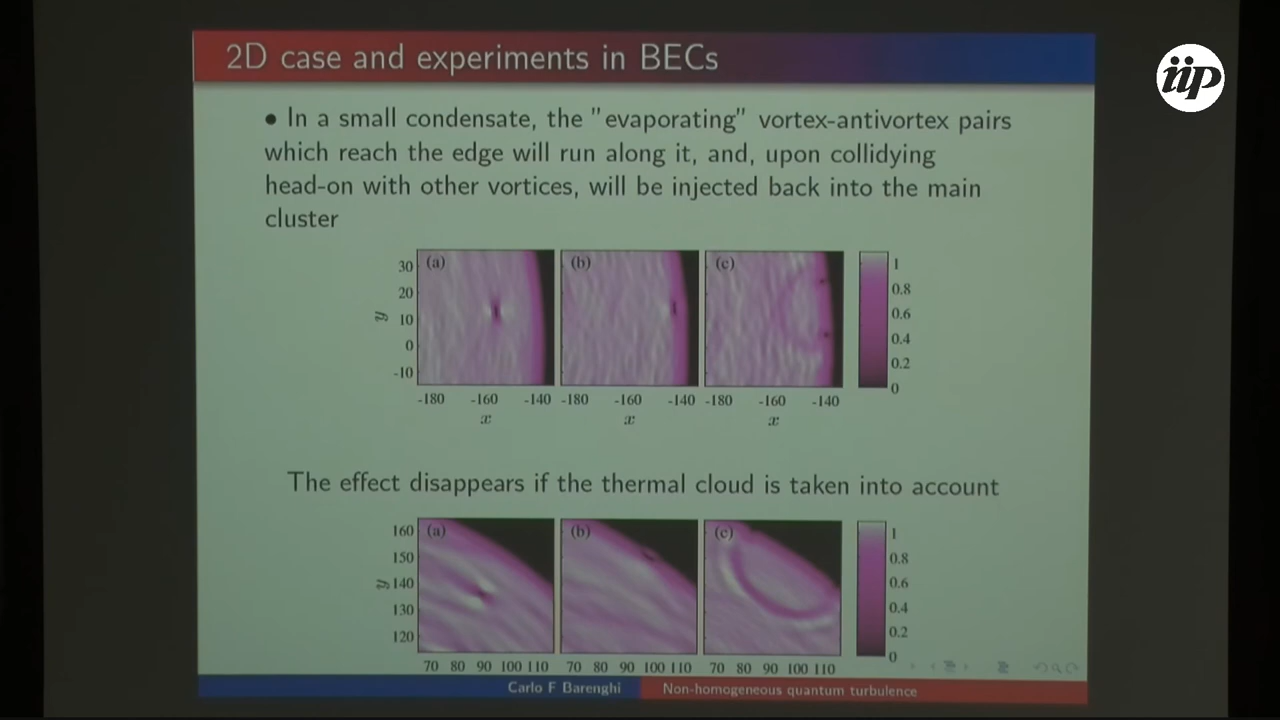 2D case and experiments in BECs
iip
• In a small condensate, the "evaporating" vortex-antivortex pairs
which reach the edge will run along it, and, upon collidying
head-on with other vortices, will be injected back into the main
cluster
(a) (b) (c)
30 20 10 0 -10
y
1 0.8 0.6 0.4 0.2 0
-180 -160 -140 -180 -160 -140 -180 -160 -140
x x x
The effect disappears if the thermal cloud is taken into account
(a) (b) (c)
160 150 140 130 120
y
1 0.8 0.6 0.4 0.2 0
70 80 90 100 110 70 80 90 100 110 70 80 90 100 110
Carlo F Barenghi Non-homogeneous quantum turbulence